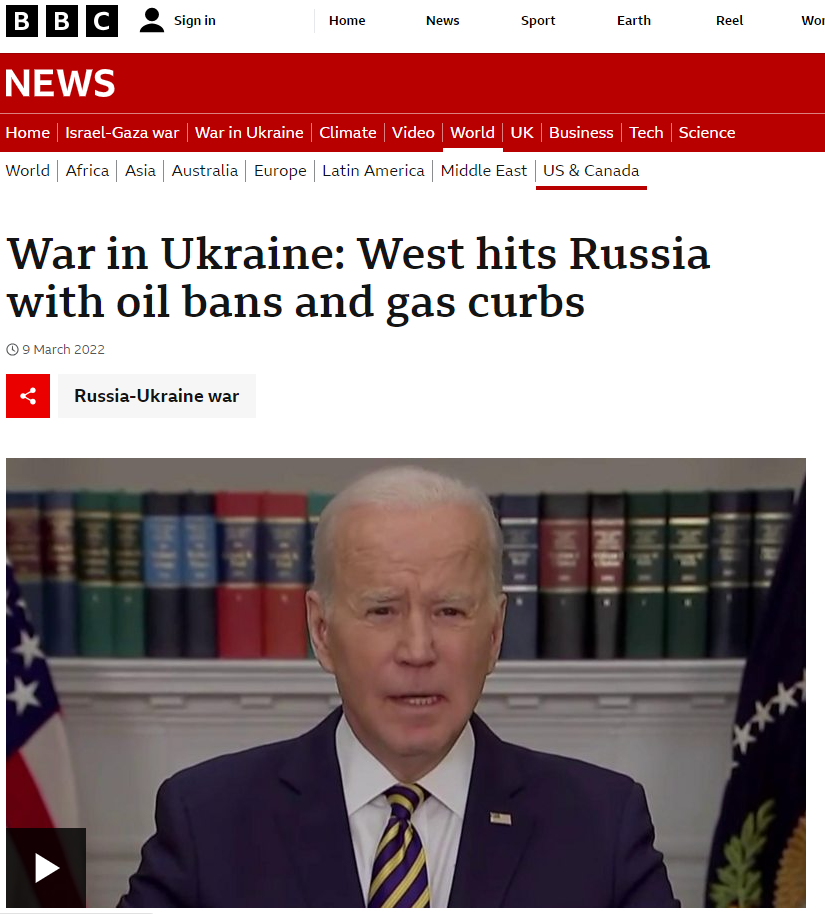 BBC Sign in Home News Sport Earth Reel Wor
NEWS
Home Israel-Gaza war War in Ukraine Climate Video World UK Business Tech Science
World Africa Asia Australia Europe Latin America Middle East US & Canada
War in Ukraine: West hits Russia
with oil bans and gas curbs
9 March 2022
Russia-Ukraine war